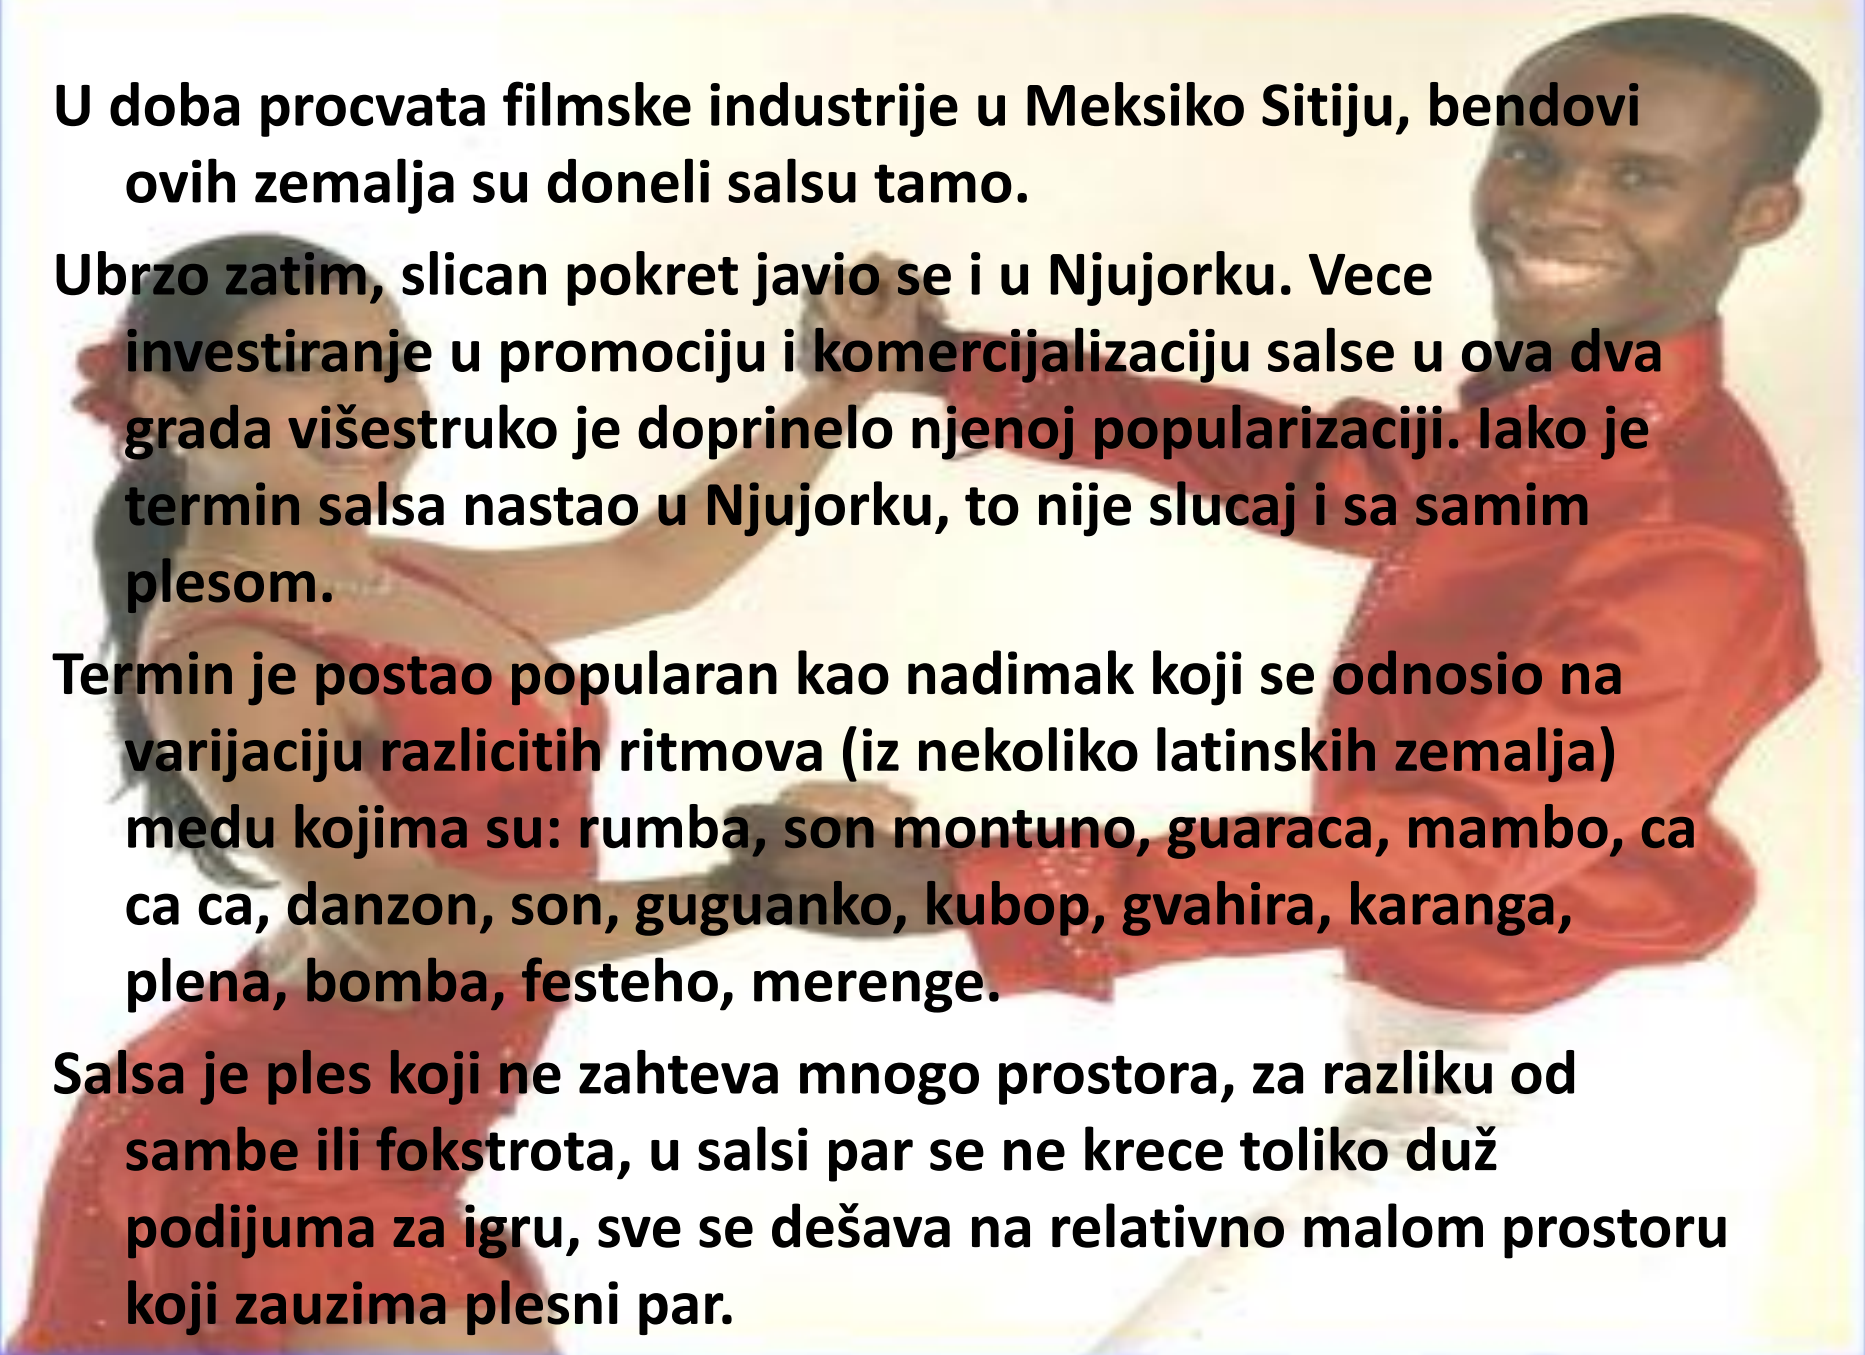 U doba procvata filmske industrije u Meksiko Sitiju, bendovi
ovih zemalja su doneli salsu tamo.
Ubrzo zatim, slican pokret javio se i u Njujorku. Vece
investiranje u promociju i komercijalizaciju salse u ova dva
grada višestruko je doprinelo njenoj popularizaciji. Iako je
termin salsa nastao u Njujorku, to nije slucaj i sa samim
plesom.
Termin je postao popularan kao nadimak koji se odnosio na
varijaciju razlicitih ritmova (iz nekoliko latinskih zemalja)
medu kojima su: rumba, son montuno, guaraca, mambo, ca
ca ca, danzon, son, guguanko, kubop, gvahira, karanga,
plena, bomba, festeho, merenge.
Salsa je ples koji ne zahteva mnogo prostora, za razliku od
sambe ili fokstrota, u salsi par se ne krece toliko duž
podijuma za igru, sve se dešava na relativno malom prostoru
koji zauzima plesni par.